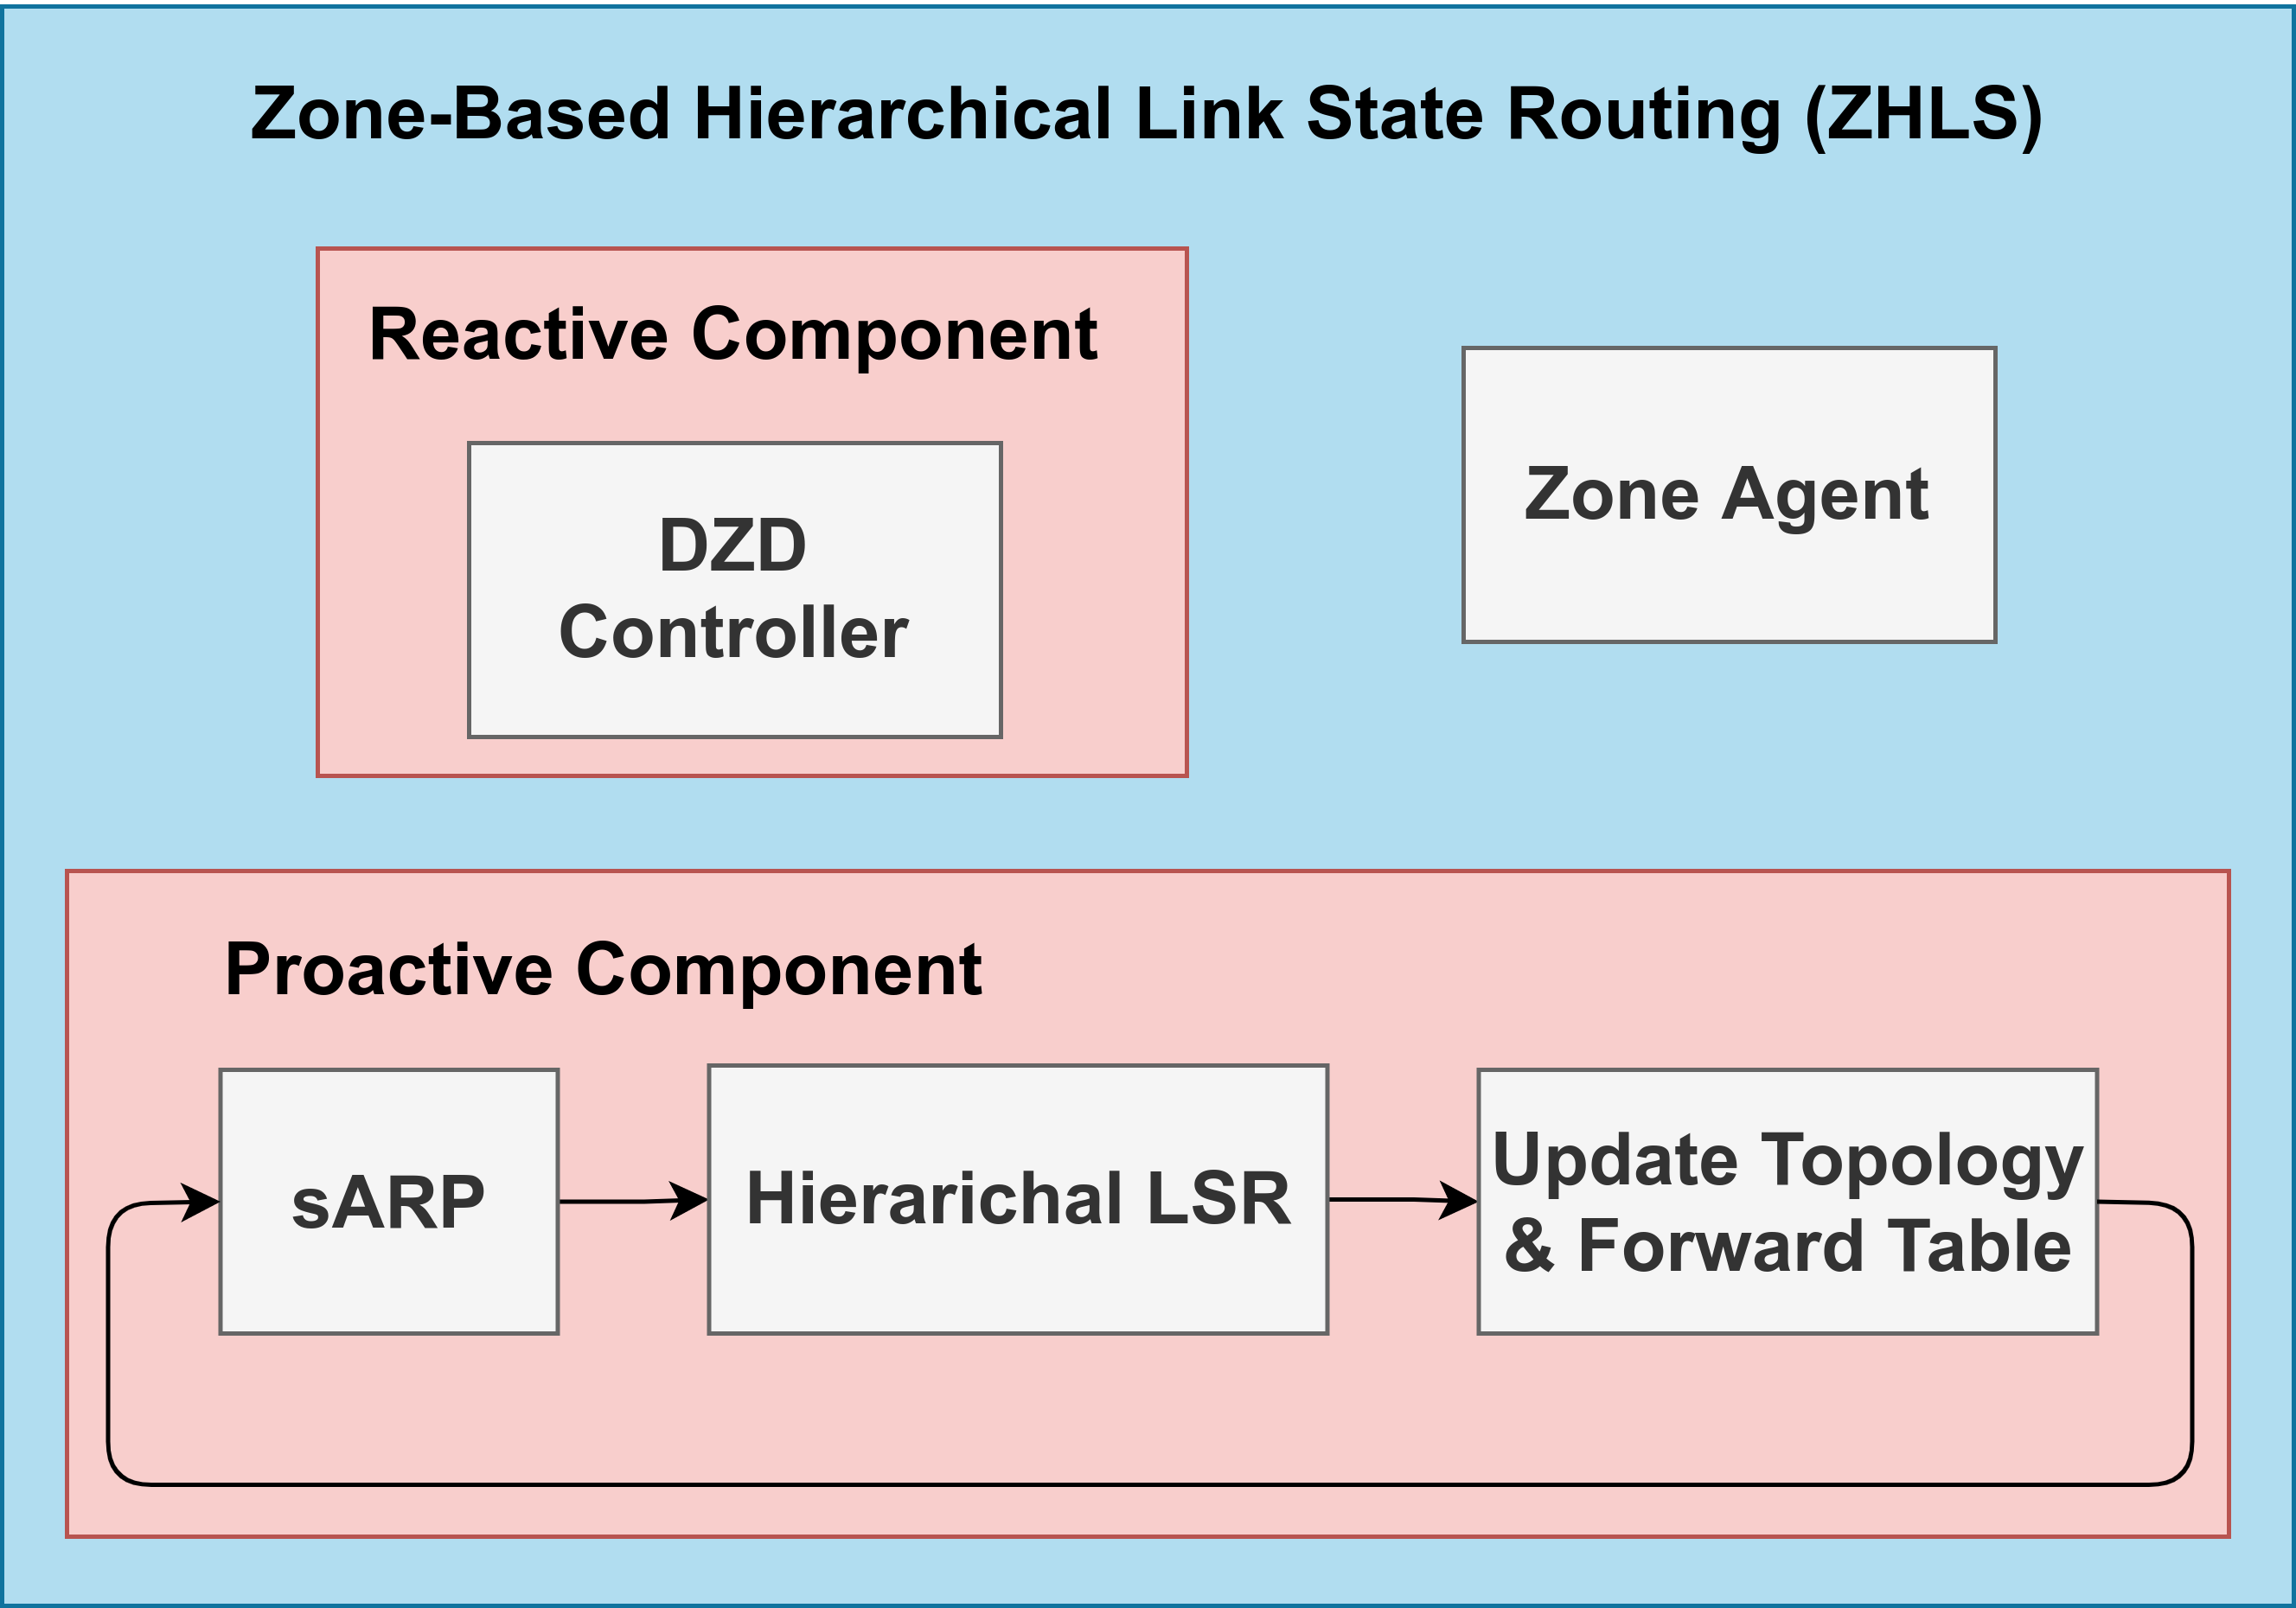 Zone-Based Hierarchical Link State Routing (ZHLS)
Reactive Component
DZD
Controller
Zone Agent
Proactive Component
sARP
Hierarichal LSR
Update Topology
& Forward Table